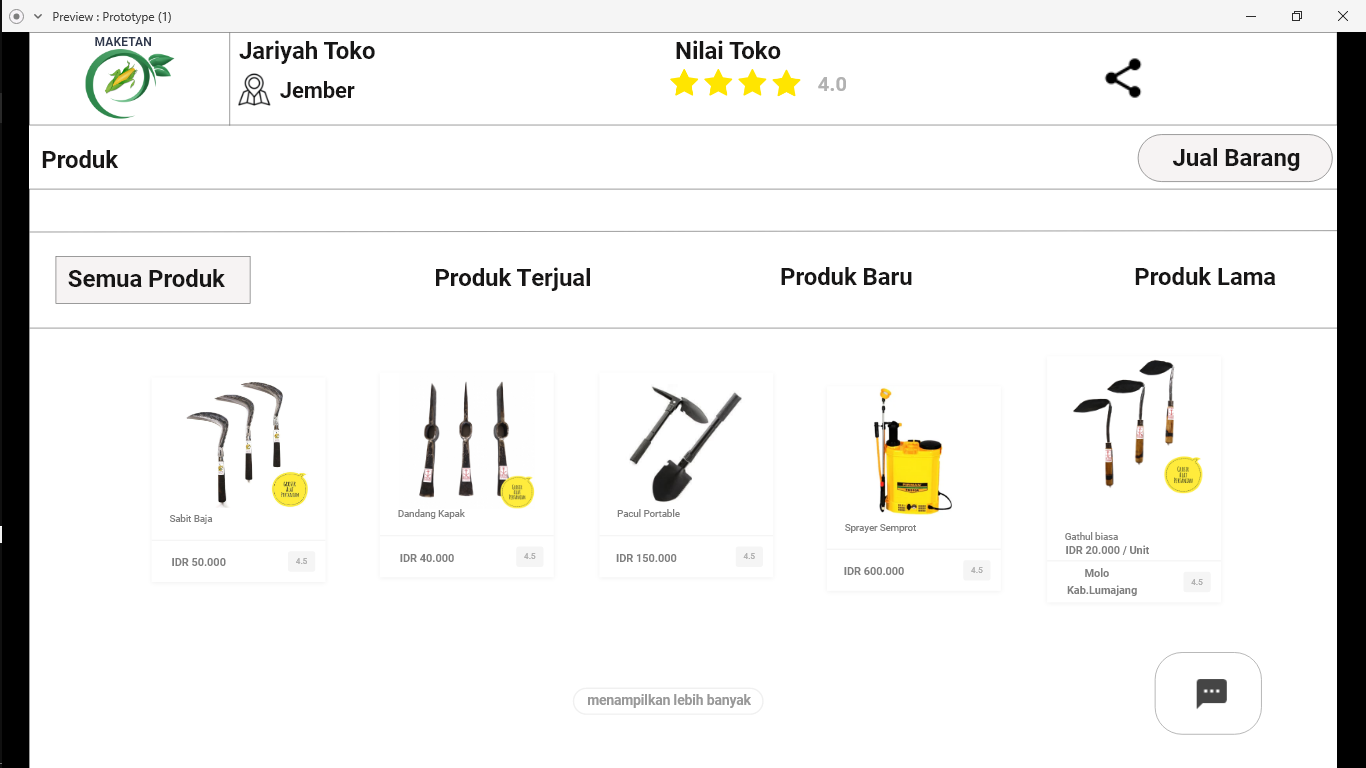 Preview : Prototype (1)
MAKETAN
Jariyah Toko
Jember
Nilai Toko
4.0
Produk
Jual Barang
Semua Produk
Produk Terjual
Produk Baru
Produk Lama
Sabit Baja
IDR 50.000
4.5
Dandang Kapak
IDR 40.000
4.5
Pacul Portable
IDR 150.000
4.5
Sprayer Semprot
IDR 600.000
4.5
Gathul biasa
IDR 20.000 / Unit
Molo
Kab.Lumajang
4.5
menampilkan lebih banyak